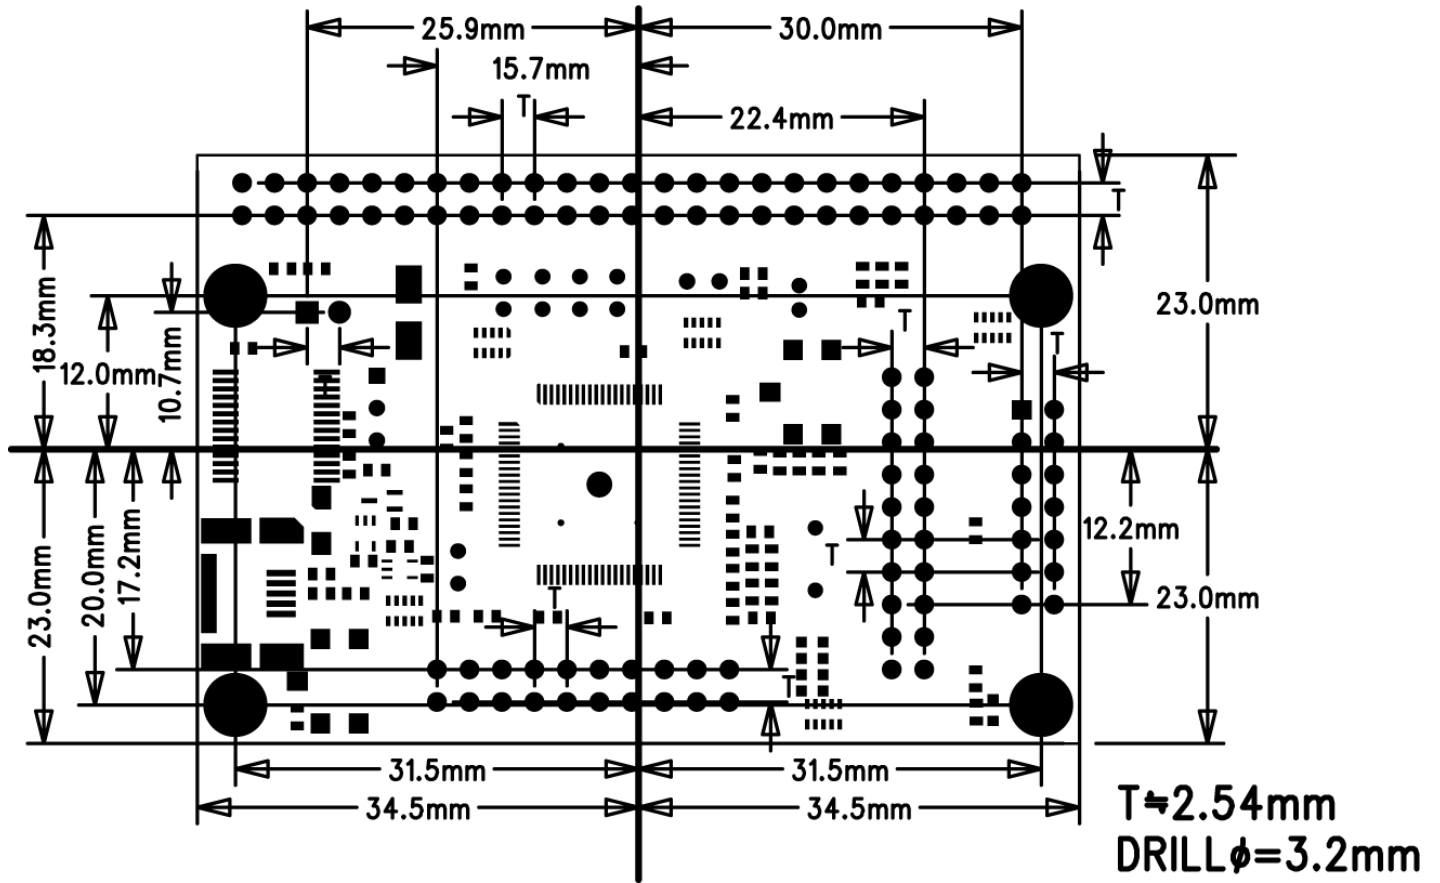 25.9mm
30.0mm
15.7mm
T
22.4mm
T
18.3mm
12.0mm
10.7mm
T
T
T
23.0mm
T
12.2mm
23.0mm
20.0mm
17.2mm
T
T
23.0mm
31.5mm
31.5mm
34.5mm
34.5mm
T≒2.54mm
DRILLφ=3.2mm